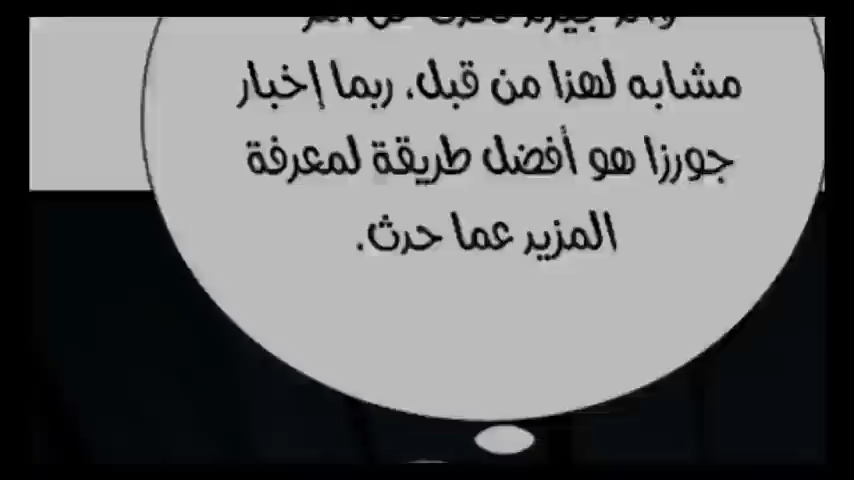 مشابه لهذا من قبل، ربما إخبار
جورزا هو أفضل طريقة لمعرفة
المزيد عما حدث.